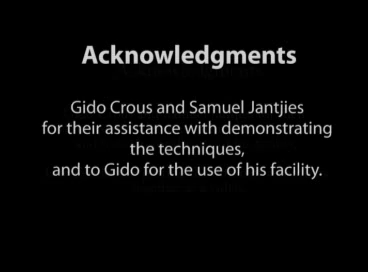 Acknowledgments
Gido Crous and Samuel Jantjies
for their assistance with demonstrating
the techniques,
and to Gido for the use of his facility.